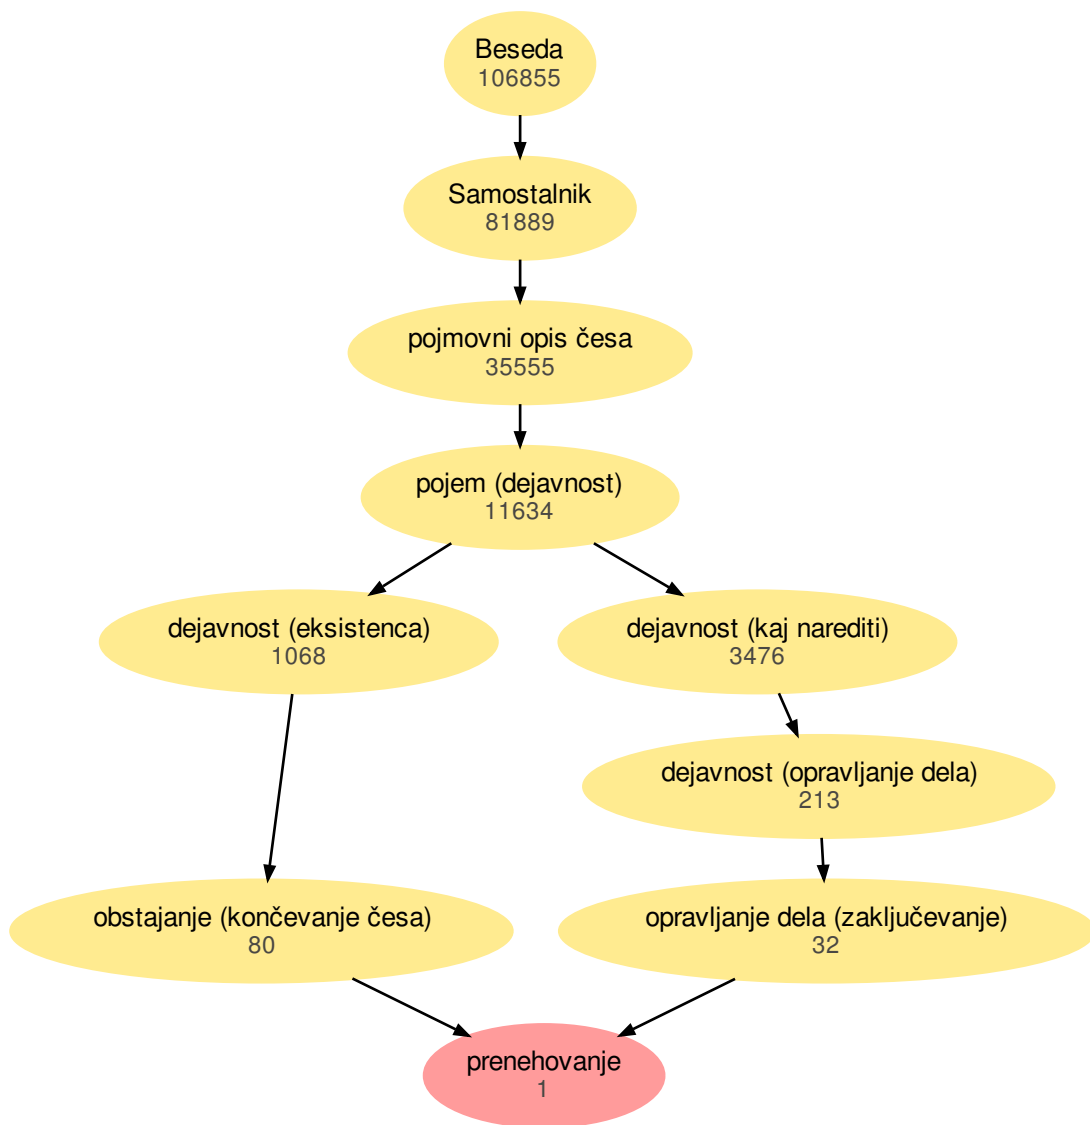 Beseda
106855
Samostalnik
81889
pojmovni opis česa
35555
pojem (dejavnost)
11634
dejavnost (eksistenca)
1068
dejavnost (kaj narediti)
3476
dejavnost (opravljanje dela)
213
obstajanje (končevanje česa)
80
opravljanje dela (zaključevanje)
32
prenehovanje
1